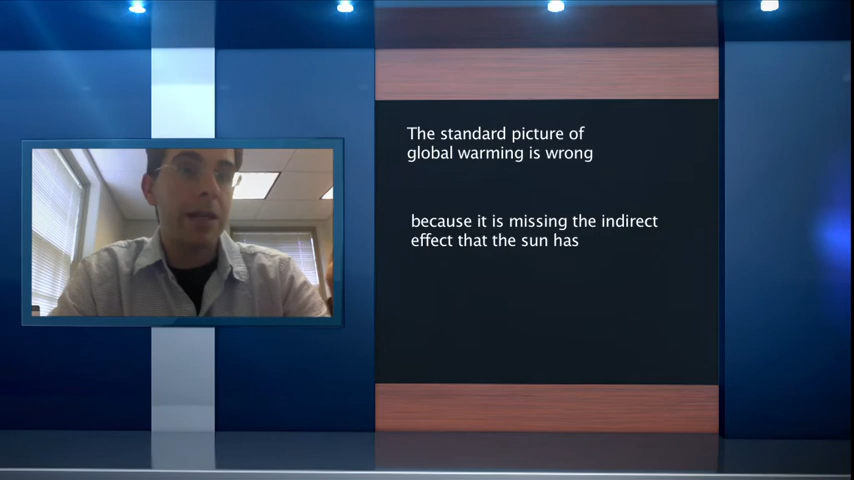 The standard picture of
global warming is wrong
because it is missing the indirect
effect that the sun has